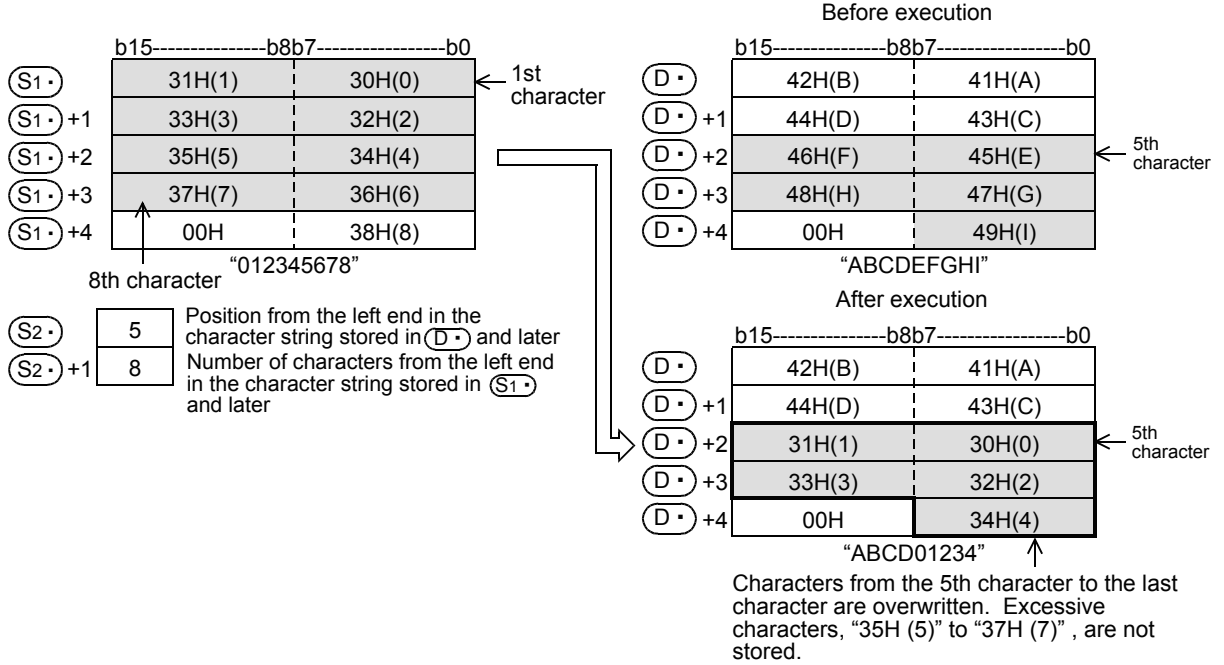 b15---------------b8b7-----------------b0
S1· 31H(1) 30H(0)
1st
character
S1· +1 33H(3) 32H(2)
S1· +2 35H(5) 34H(4)
S1· +3 37H(7) 36H(6)
S1· +4 00H 38H(8)
“012345678”
8th character
S2· 5 Position from the left end in the
character string stored in D· and later
S2· +1 8 Number of characters from the left end
in the character string stored in S1·
and later
Before execution
b15---------------b8b7-----------------b0
D· 42H(B) 41H(A)
D· +1 44H(D) 43H(C)
D· +2 46H(F) 45H(E)
5th
character
D· +3 48H(H) 47H(G)
D· +4 00H 49H(I)
“ABCDEFGHI”
After execution
b15---------------b8b7-----------------b0
D· 42H(B) 41H(A)
D· +1 44H(D) 43H(C)
D· +2 31H(1) 30H(0)
5th
character
D· +3 33H(3) 32H(2)
D· +4 00H 34H(4)
“ABCD01234”
Characters from the 5th character to the last
character are overwritten. Excessive
characters, “35H (5)” to “37H (7)” , are not
stored.